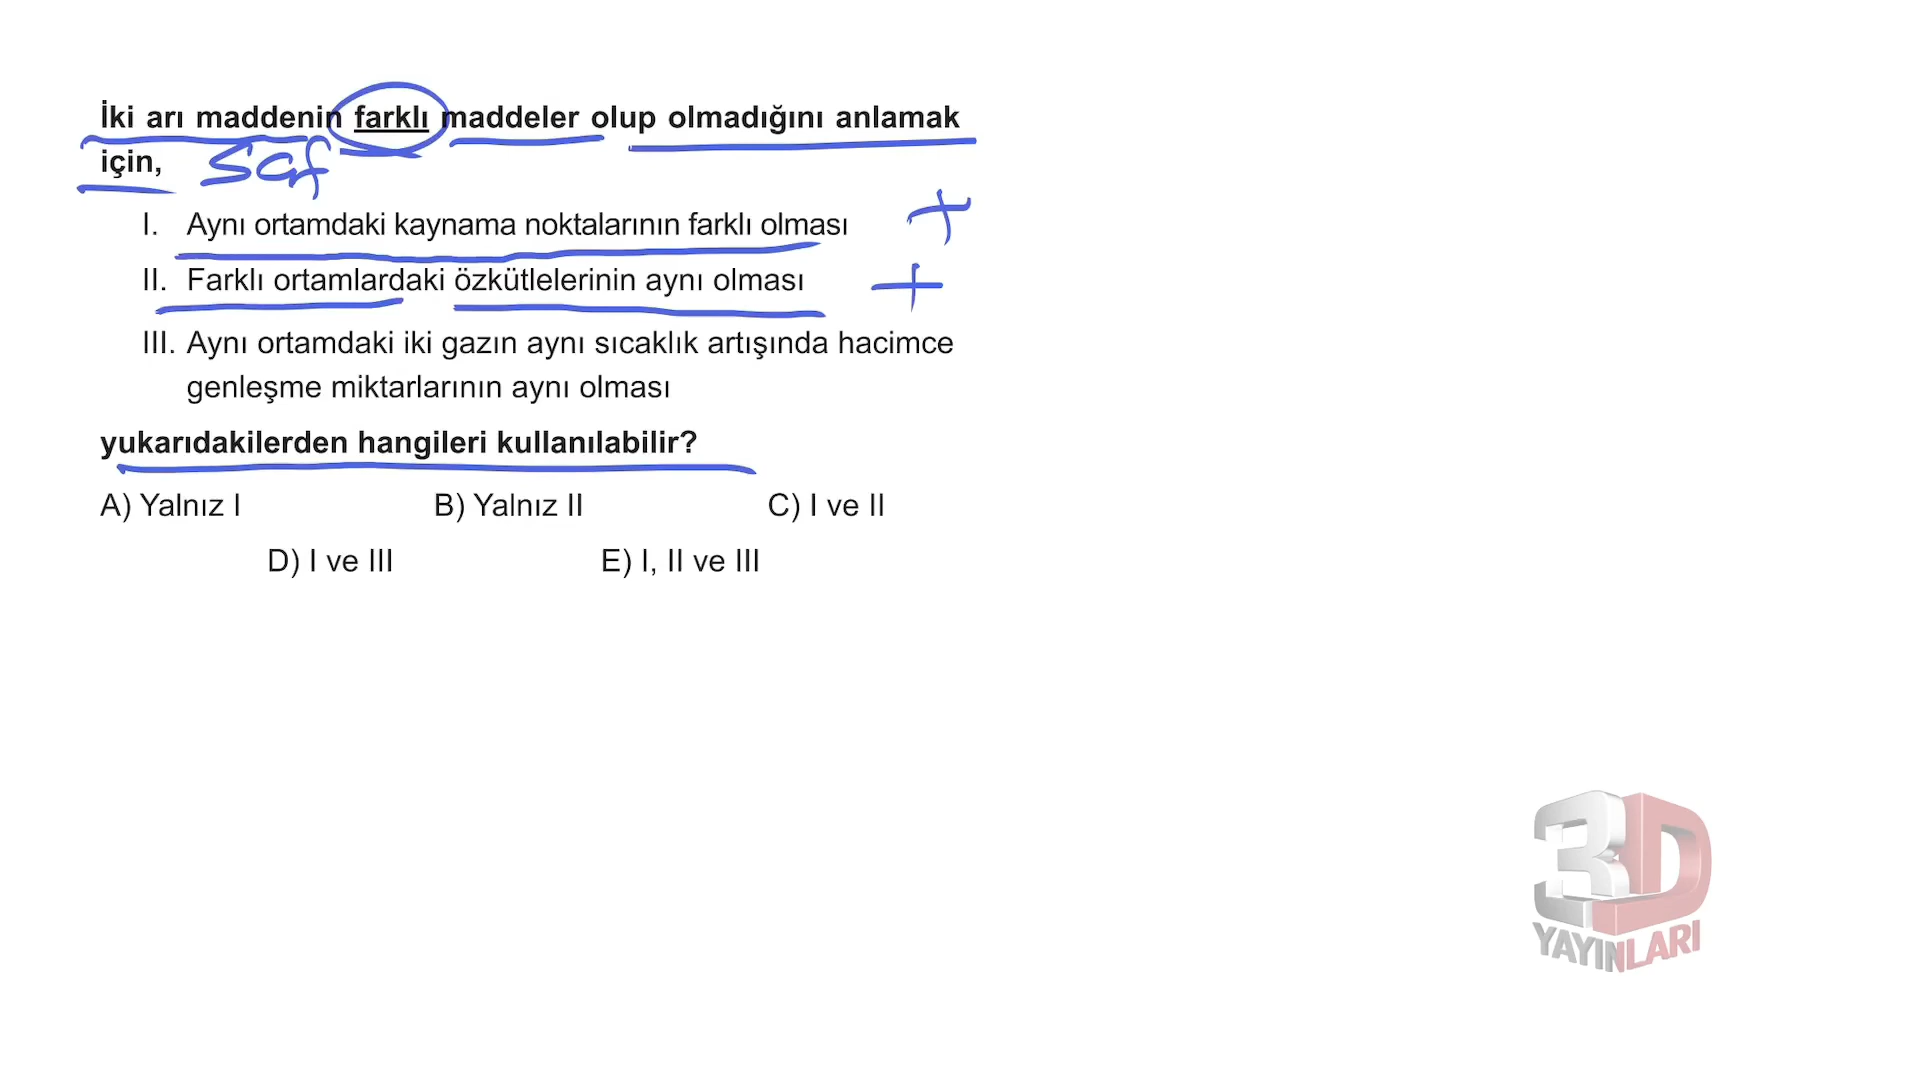 İki arı maddenin farklı maddeler olup olmadığını anlamak
için,
saf
I. Aynı ortamdaki kaynama noktalarının farklı olması
+
II. Farklı ortamlardaki özkütlelerinin aynı olması
+
III. Aynı ortamdaki iki gazın aynı sıcaklık artışında hacimce
genleşme miktarlarının aynı olması
yukarıdakilerden hangileri kullanılabilir?
A) Yalnız I B) Yalnız II C) I ve II
D) I ve III E) I, II ve III
3D
YAYINLARI